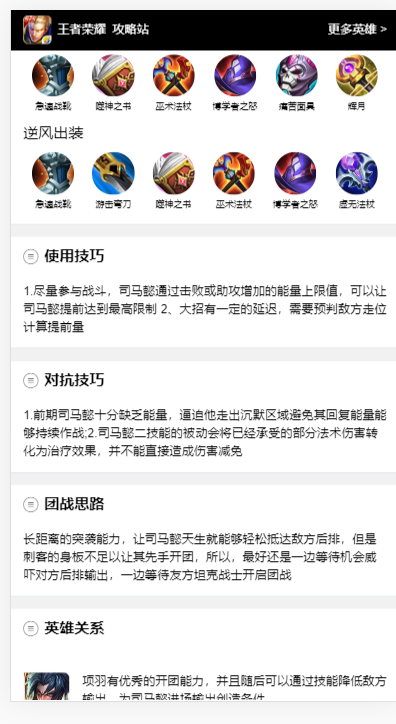 王者荣耀 攻略站 更多英雄 >
急速战靴 噬神之书 巫术法杖 博学者之怒 痛苦面具 辉月
逆风出装
急速战靴 游击弯刀 噬神之书 巫术法杖 博学者之怒 虚无法杖
使用技巧
1.尽量参与战斗，司马懿通过击败或助攻增加的能量上限值，可以让
司马懿提前达到最高限制 2、大招有一定的延迟，需要预判敌方走位
计算提前量
对抗技巧
1.前期司马懿十分缺乏能量，逼迫他走出沉默区域避免其回复能量能
够持续作战;2.司马懿二技能的被动会将已经承受的部分法术伤害转
化为治疗效果，并不能直接造成伤害减免
团战思路
长距离的突袭能力，让司马懿天生就能够轻松抵达敌方后排，但是
刺客的身板不足以让其先手开团，所以，最好还是一边等待机会威
吓对方后排输出，一边等待友方坦克战士开启团战
英雄关系
项羽有优秀的开团能力，并且随后可以通过技能降低敌方
输出，为司马懿进场输出创造条件